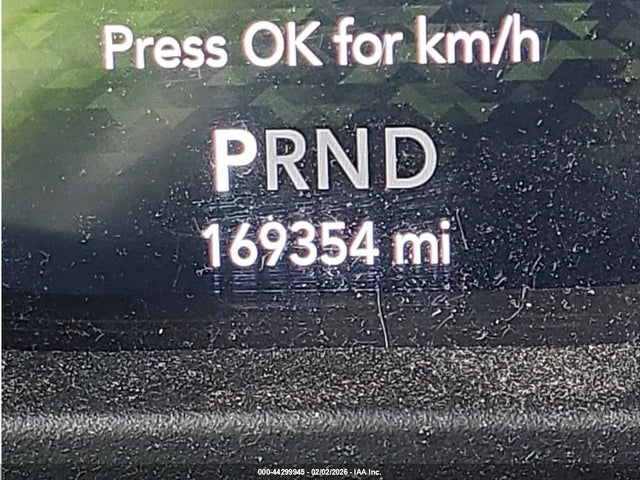 Press OK for km/h
PRND
169354 mi
000-44299945 - 02/02/2026 - IAA Inc.